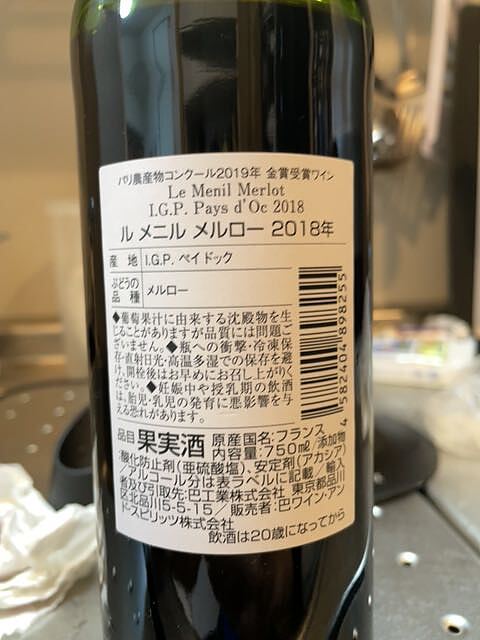 パリ農産物コンクール2019年 金賞受賞ワイン
Le Menil Merlot
I.G.P. Pays d'Oc 2018
ル メニル メルロー 2018年
産 地 I.G.P. ペイドック
ぶどうの品 種 メルロー
◆葡萄果汁に由来する沈殿物を生
じることがありますが品質には問題ご
ざいません。◆瓶への衝撃・冷凍保
存・直射日光・高温多湿での保存を避
け、開栓後はお早めにお召し上がりく
ださい。◆妊娠中や授乳期の飲酒
は、胎児・乳児の発育に悪影響を与
える恐れがあります。
4 582404 898255
品目 果実酒 原産国名:フランス
内容量:750㎖/添加物
:酸化防止剤(亜硫酸塩)、安定剤(アカシア)
/アルコール分は表ラベルに記載/輸入
者及び引取先:巴工業株式会社 東京都品川
区北品川5-5-15/販売者:巴ワイン・アン
ド・スピリッツ株式会社
飲酒は20歳になってから